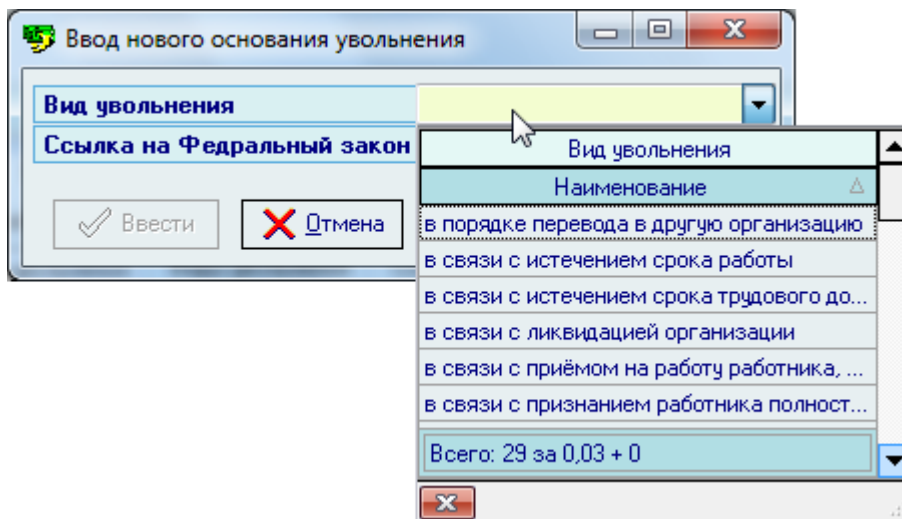 Ввод нового основания увольнения
Вид увольнения
Ссылка на Федральный закон
Ввести
Отмена
Вид увольнения
Наименование
в порядке перевода в другую организацию
в связи с истечением срока работы
в связи с истечением срока трудового до...
в связи с ликвидацией организации
в связи с приёмом на работу работника, ...
в связи с признанием работника полност...
Всего: 29 за 0,03 + 0